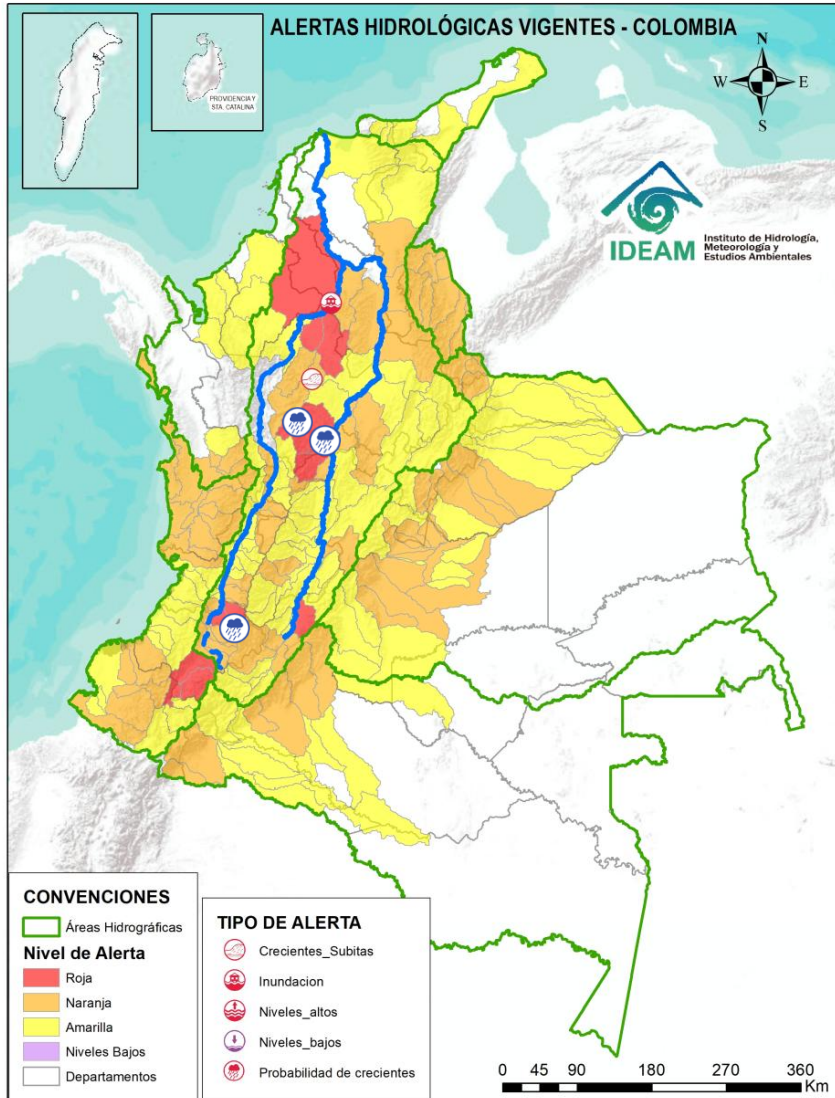 ALERTAS HIDROLÓGICAS VIGENTES - COLOMBIA
PROVIDENCIA Y
STA. CATALINA
N
W
E
S
IDEAM
Instituto de Hidrología,
Meteorología y
Estudios Ambientales
CONVENCIONES
Áreas Hidrográficas
Nivel de Alerta
Roja
Naranja
Amarilla
Niveles Bajos
Departamentos
TIPO DE ALERTA
Crecientes_Subitas
Inundacion
Niveles_altos
Niveles_bajos
Probabilidad de crecientes
0 45 90 180 270 360
Km